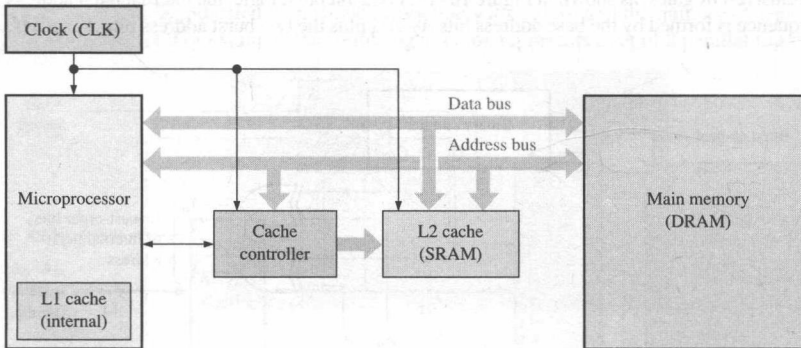 Clock (CLK)
Data bus
Address bus
Microprocessor
Cache
controller
L2 cache
(SRAM)
Main memory
(DRAM)
L1 cache
(internal)